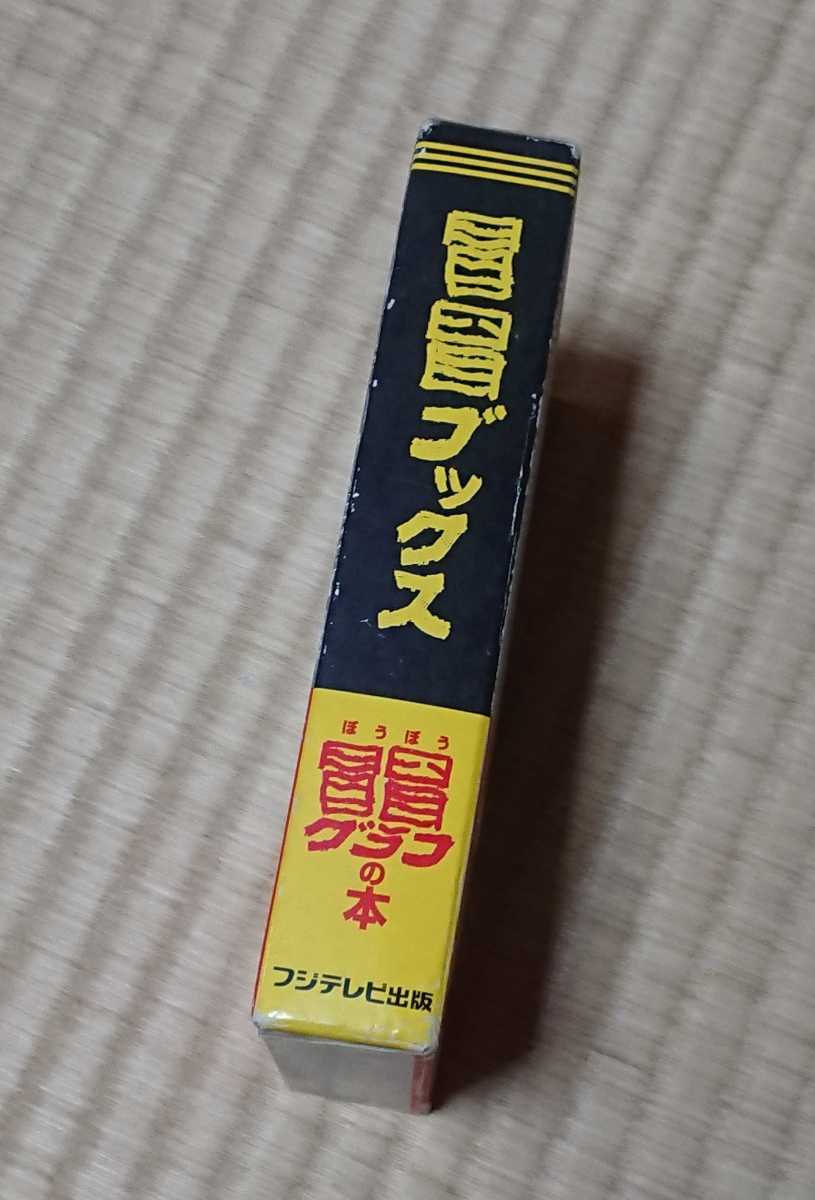 冒冒ブックス
ぼうぼう
冒冒
グラフ
の
本
フジテレビ出版